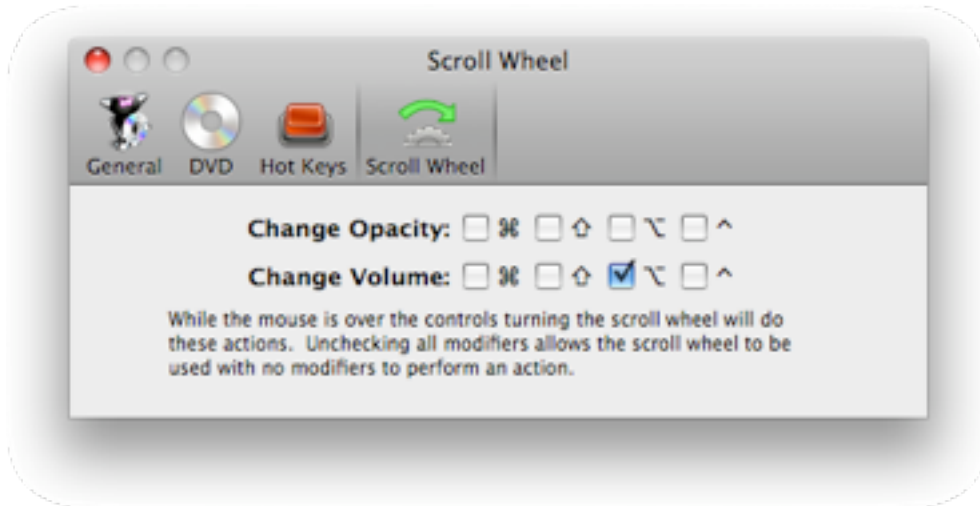 Scroll Wheel
General DVD Hot Keys Scroll Wheel
Change Opacity: ⌘ ⇧ ⌥ ^
Change Volume: ⌘ ⇧ ⌥ ^
While the mouse is over the controls turning the scroll wheel will do
these actions. Unchecking all modifiers allows the scroll wheel to be
used with no modifiers to perform an action.